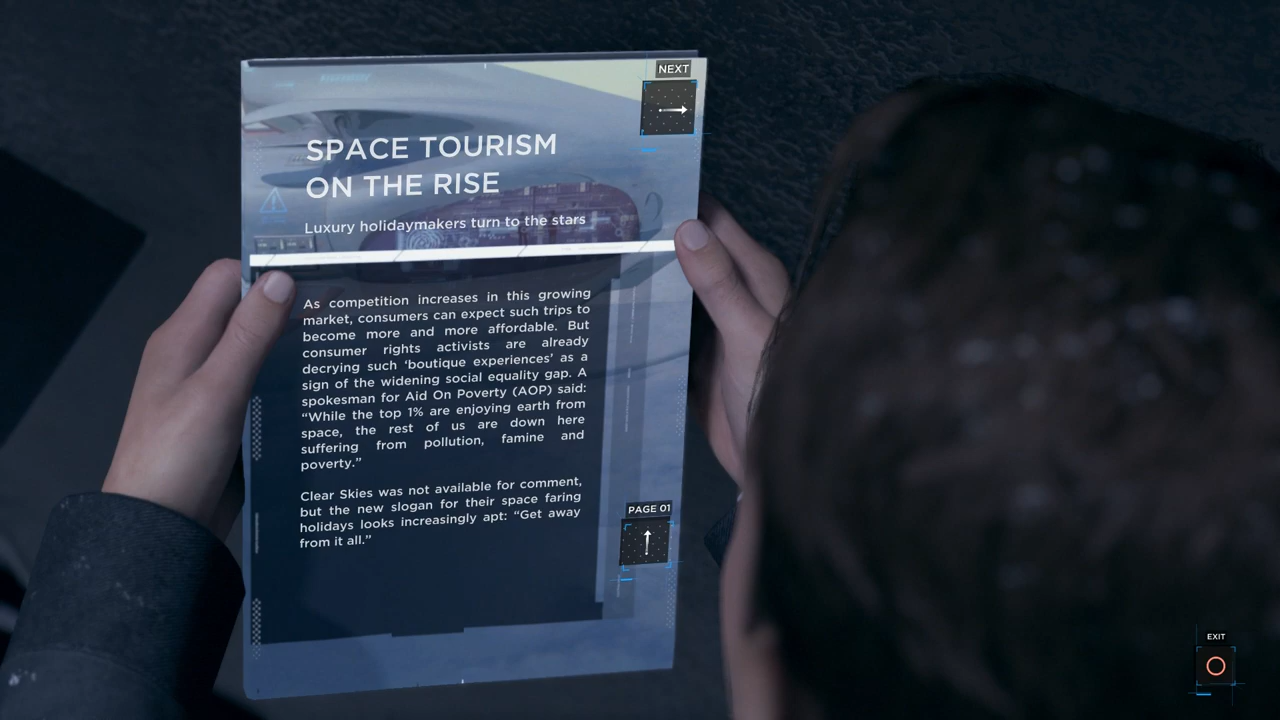 NEXT
SPACE TOURISM
ON THE RISE
Luxury holidaymakers turn to the stars
As competition increases in this growing
market, consumers can expect such trips to
become more and more affordable. But
consumer rights activists are already
decrying such ‘boutique experiences’ as a
sign of the widening social equality gap. A
spokesman for Aid On Poverty (AOP) said:
“While the top 1% are enjoying earth from
space, the rest of us are down here
suffering from pollution, famine and
poverty.”
Clear Skies was not available for comment,
but the new slogan for their space faring
holidays looks increasingly apt: “Get away
from it all.”
PAGE 01
EXIT